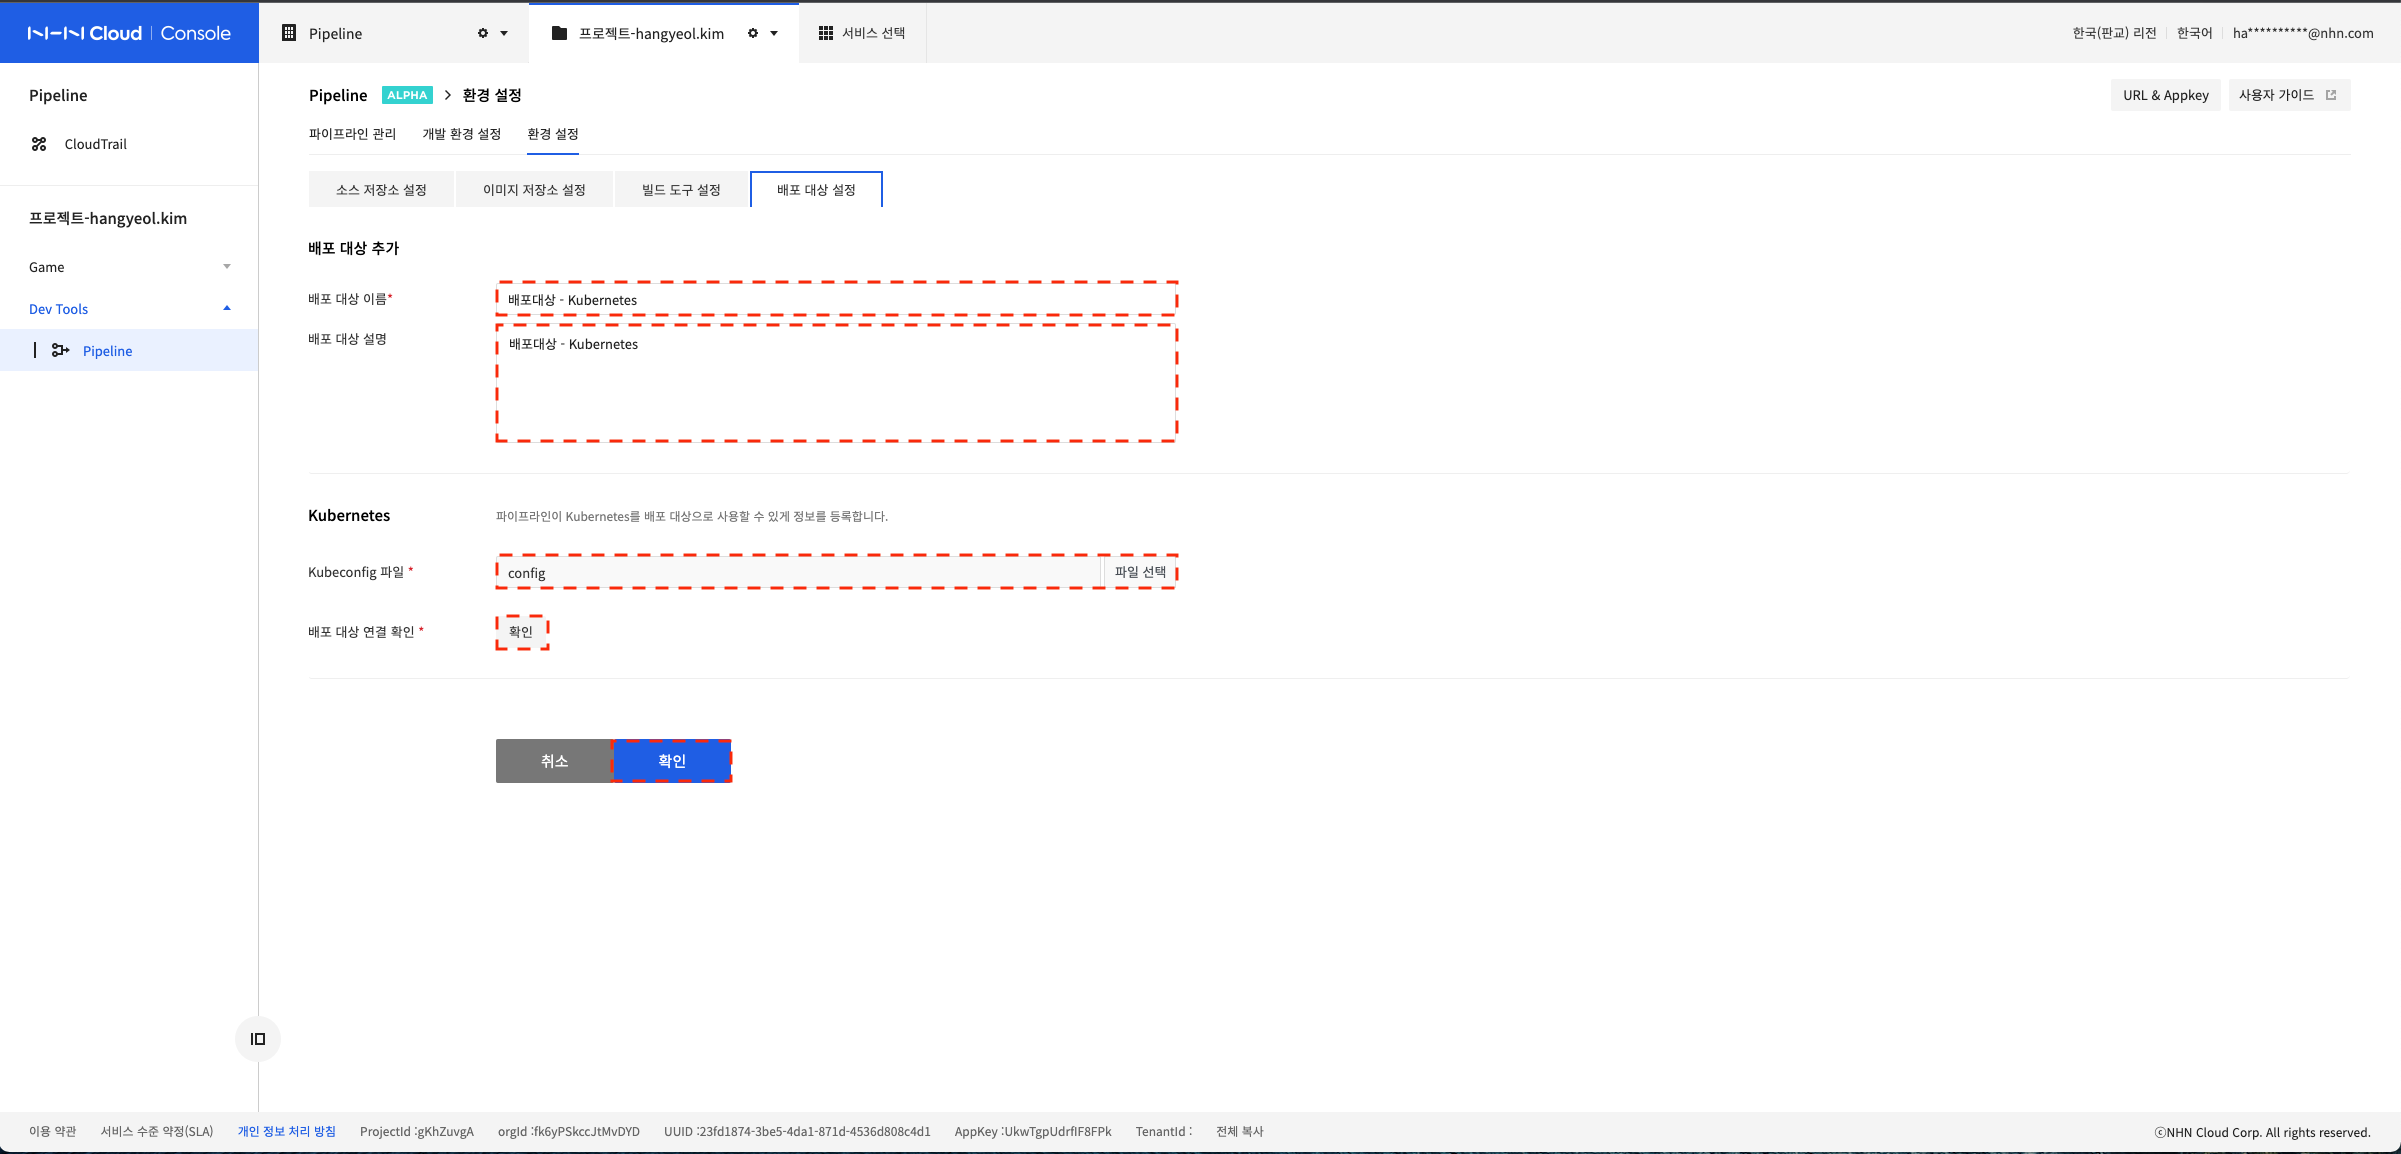 NHN Cloud | Console
Pipeline
프로젝트-hangyeol.kim
서비스 선택
한국(판교) 리전
한국어
ha**********@nhn.com
Pipeline
CloudTrail
프로젝트-hangyeol.kim
Game
Dev Tools
Pipeline
Pipeline ALPHA > 환경 설정
URL & Appkey
사용자 가이드
파이프라인 관리
개발 환경 설정
환경 설정
소스 저장소 설정
이미지 저장소 설정
빌드 도구 설정
배포 대상 설정
배포 대상 추가
배포 대상 이름*
배포대상 - Kubernetes
배포 대상 설명
배포대상 - Kubernetes
Kubernetes
파이프라인이 Kubernetes를 배포 대상으로 사용할 수 있게 정보를 등록합니다.
Kubeconfig 파일 *
config
파일 선택
배포 대상 연결 확인 *
확인
취소
확인
이용 약관
서비스 수준 약정(SLA)
개인 정보 처리 방침
ProjectId :gKhZuvgA
orgId :fk6yPSkccJtMvDYD
UUID :23fd1874-3be5-4da1-871d-4536d808c4d1
AppKey :UkwTgpUdrfIF8FPk
TenantId :
전체 복사
ⓒNHN Cloud Corp. All rights reserved.